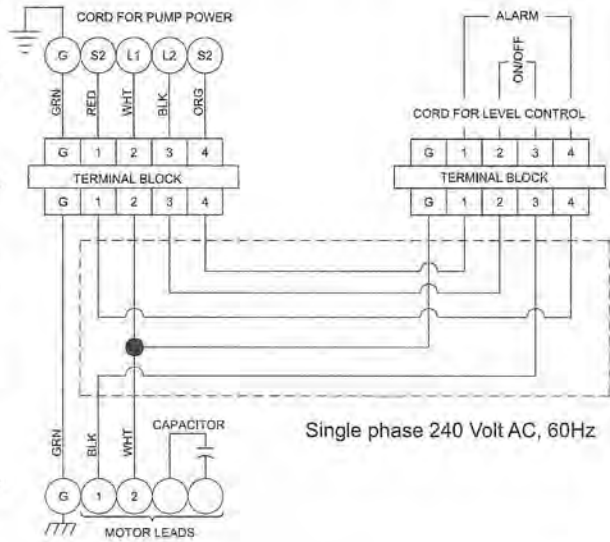 CORD FOR PUMP POWER
G S2 L1 L2 S2
GRN RED WHT BLK ORG
G 1 2 3 4
TERMINAL BLOCK
G 1 2 3 4
ALARM
ON/OFF
CORD FOR LEVEL CONTROL
G 1 2 3 4
TERMINAL BLOCK
G 1 2 3 4
Single phase 240 Volt AC, 60Hz
GRN BLK WHT
CAPACITOR
G 1 2
MOTOR LEADS